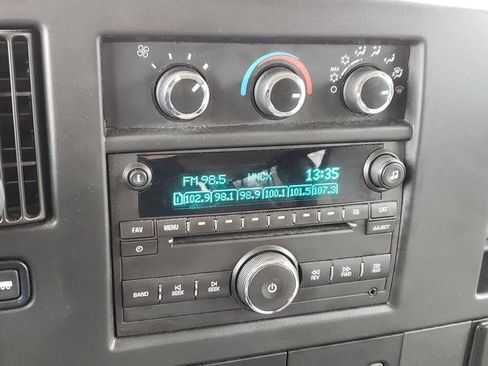 MAX
FM 98.5 WNCX 13:35
1 102.9 98.1 98.9 100.1 101.5 107.3
FAV MENU CAT
EJECT
BAND SEEK SEEK REV FWD